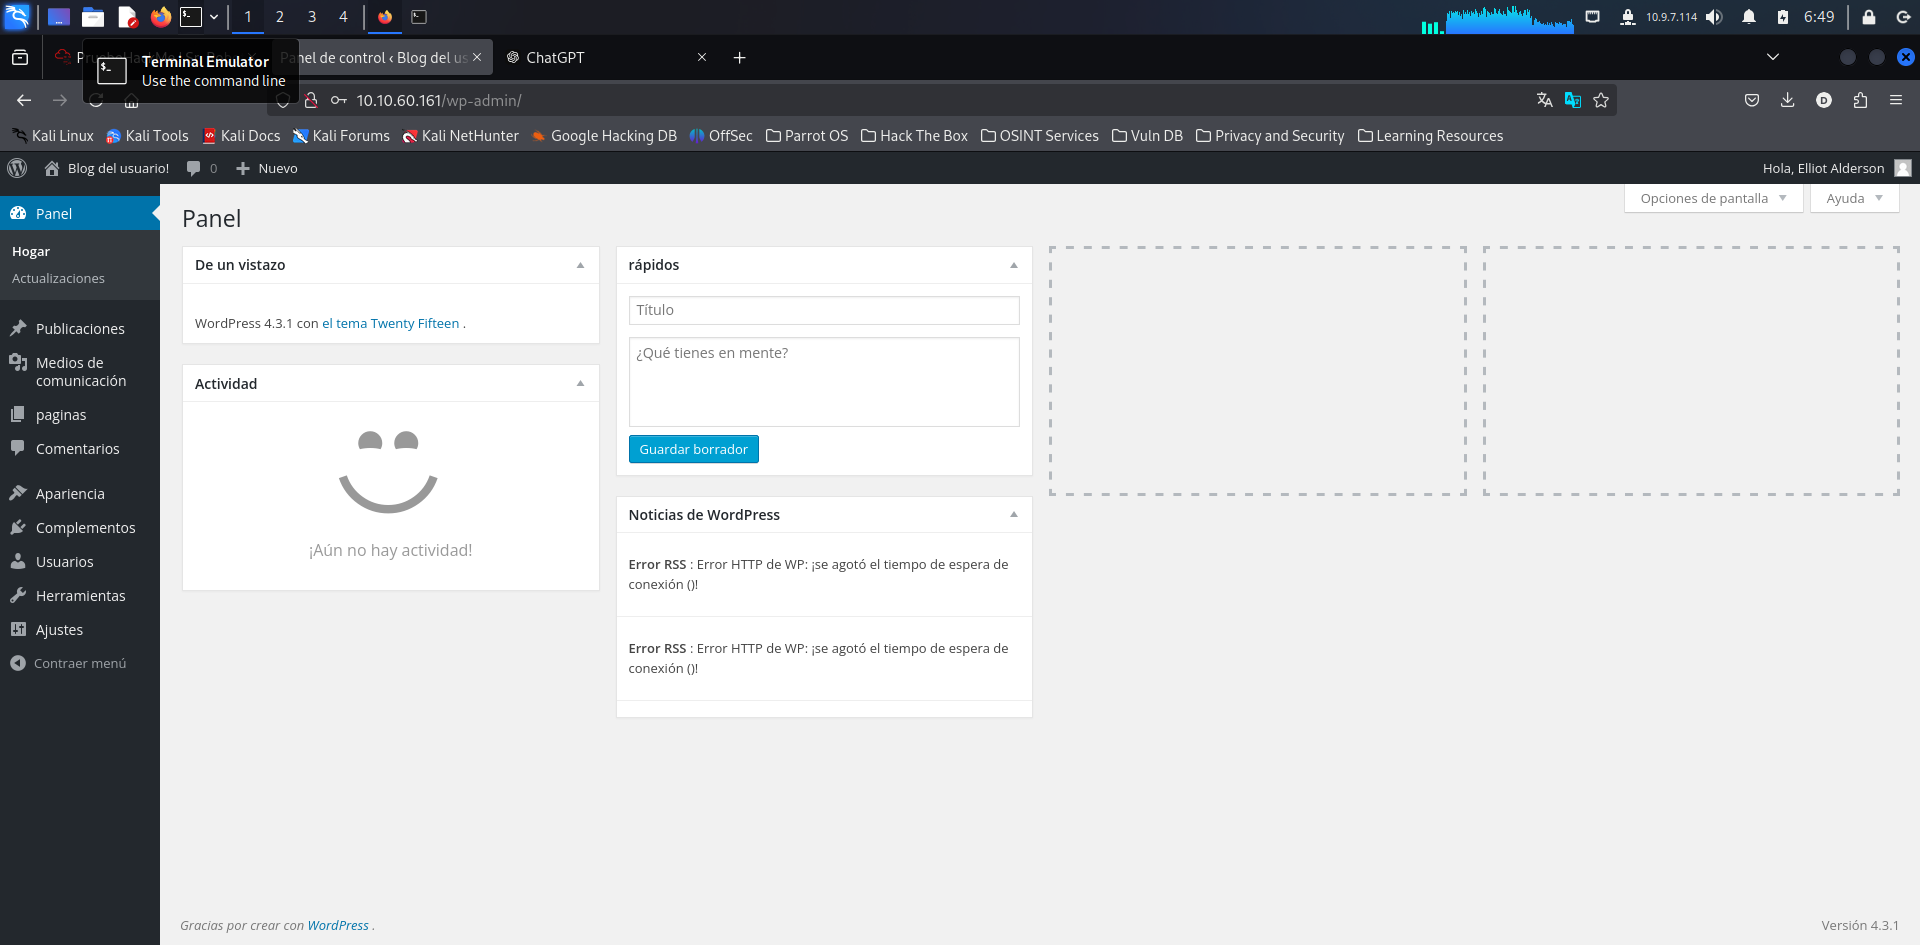 1 2 3 4
10.9.7.114
6:49
Terminal Emulator
Use the command line
Panel de control ‹ Blog del us
ChatGPT
10.10.60.161/wp-admin/
Kali Linux
Kali Tools
Kali Docs
Kali Forums
Kali NetHunter
Google Hacking DB
OffSec
Parrot OS
Hack The Box
OSINT Services
Vuln DB
Privacy and Security
Learning Resources
Blog del usuario!
0
Nuevo
Hola, Elliot Alderson
Panel
Hogar
Actualizaciones
Publicaciones
Medios de
comunicación
paginas
Comentarios
Apariencia
Complementos
Usuarios
Herramientas
Ajustes
Contraer menú
Opciones de pantalla
Ayuda
Panel
De un vistazo
WordPress 4.3.1 con el tema Twenty Fifteen .
Actividad
¡Aún no hay actividad!
rápidos
Título
¿Qué tienes en mente?
Guardar borrador
Noticias de WordPress
Error RSS : Error HTTP de WP: ¡se agotó el tiempo de espera de
conexión ()!
Error RSS : Error HTTP de WP: ¡se agotó el tiempo de espera de
conexión ()!
Gracias por crear con WordPress .
Versión 4.3.1